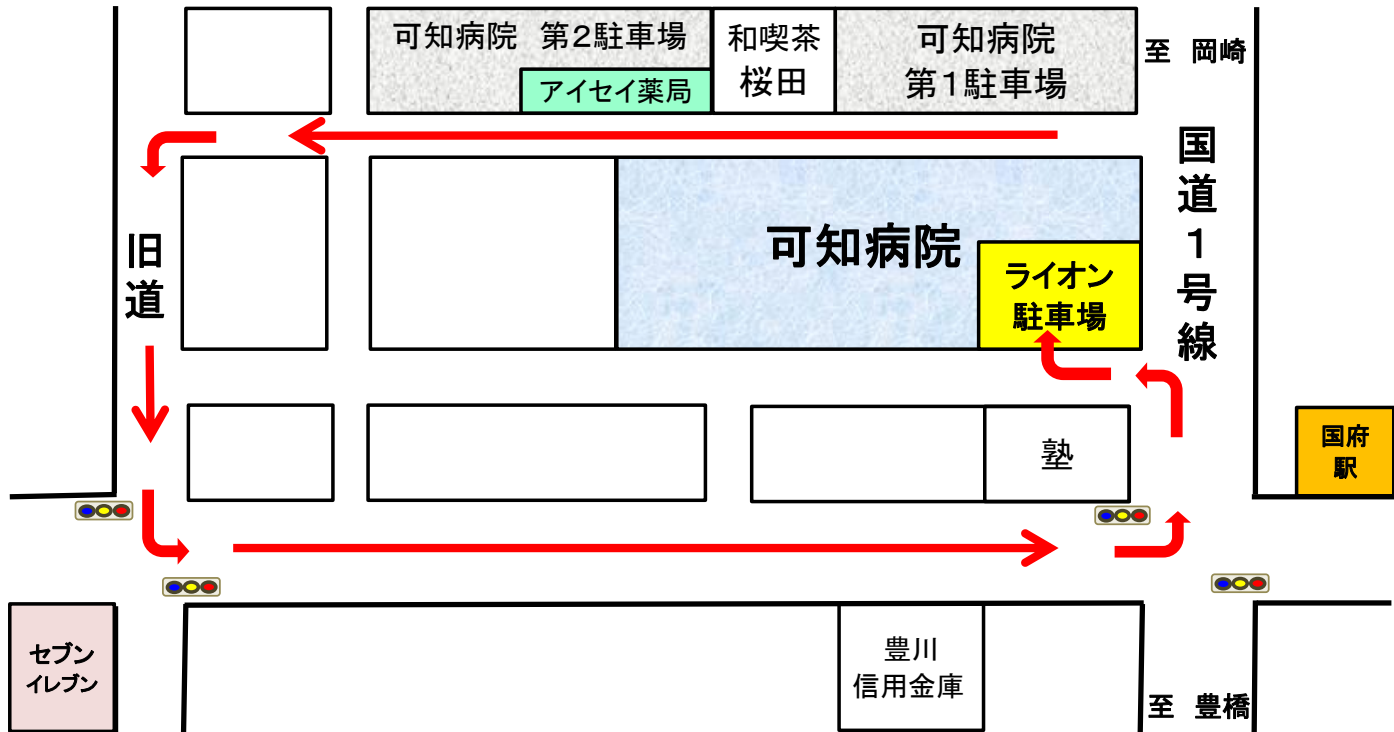 可知病院 第2駐車場
アイセイ薬局
和喫茶
桜田
可知病院
第1駐車場
至 岡崎
国道1号線
旧道
可知病院
ライオン
駐車場
塾
国府
駅
セブン
イレブン
豊川
信用金庫
至 豊橋